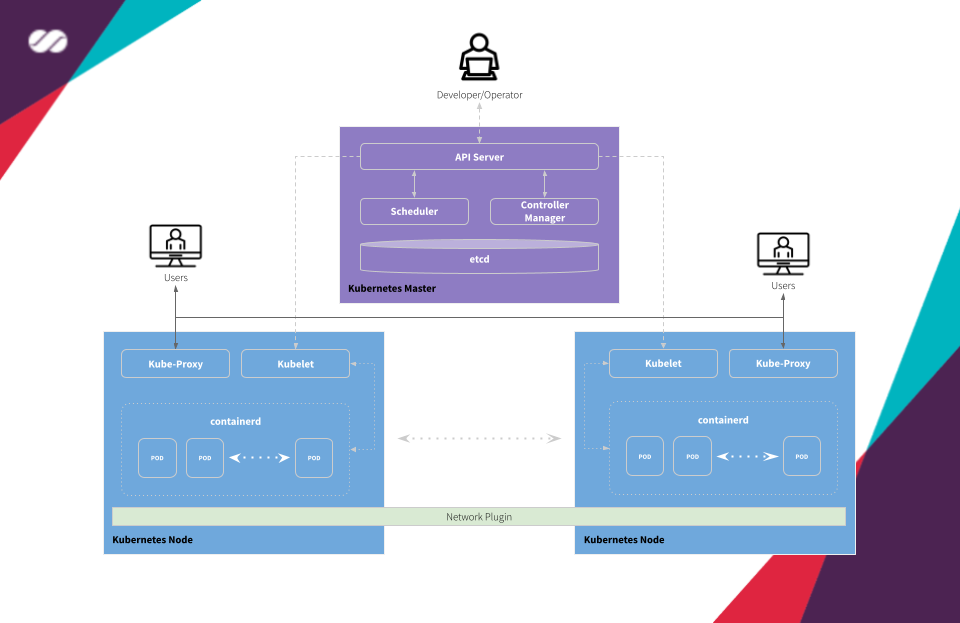 Developer/Operator
API Server
Scheduler
Controller
Manager
etcd
Kubernetes Master
Users
Users
Kube-Proxy
Kubelet
containerd
POD
POD
POD
Kubelet
Kube-Proxy
containerd
POD
POD
POD
Network Plugin
Kubernetes Node
Kubernetes Node